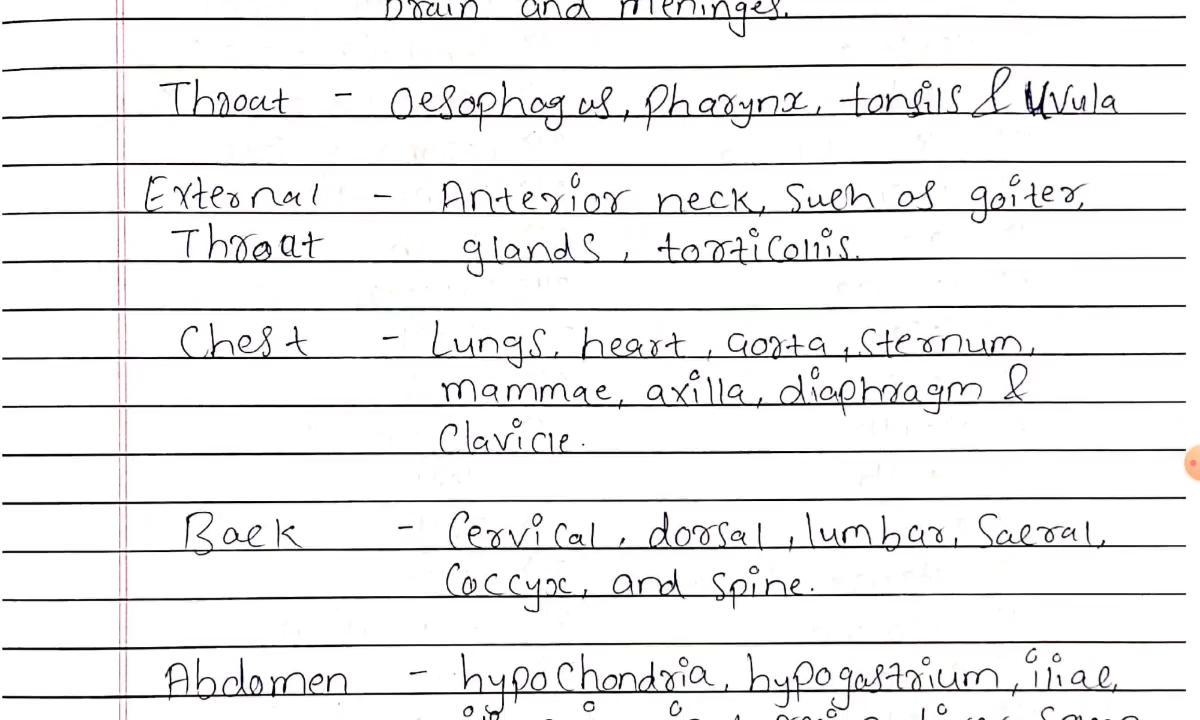 brain and meninges.
Throat - Oesophagus, pharynx, tonsils & Uvula
External - Anterior neck, Such as goiter,
Throat glands, torticollis.
Chest - Lungs, heart, aorta, sternum,
mammae, axilla, diaphragm &
Clavicle.
Back - Cervical, dorsal, lumbar, Sacral,
Coccyx, and spine.
Abdomen - hypochondria, hypogastrium, iliac,